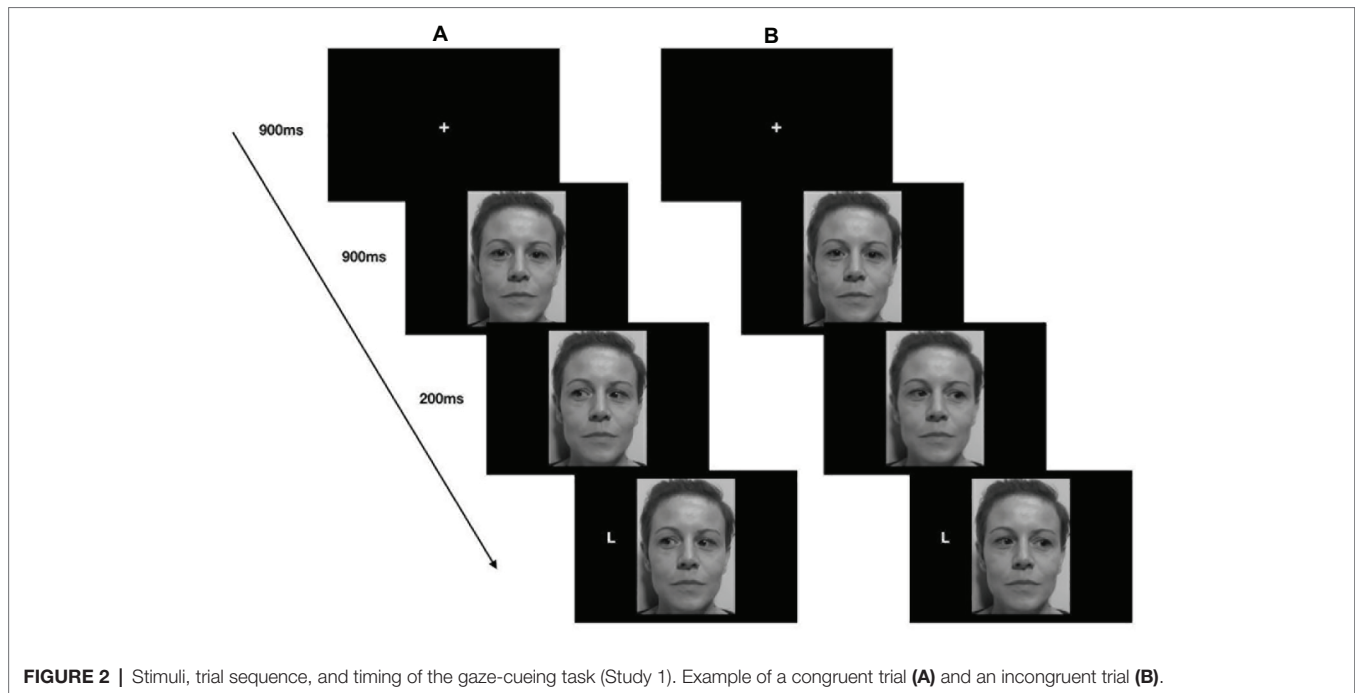 A B
+ +
900ms
900ms
200ms
L L
FIGURE 2 | Stimuli, trial sequence, and timing of the gaze-cueing task (Study 1). Example of a congruent trial (A) and an incongruent trial (B).